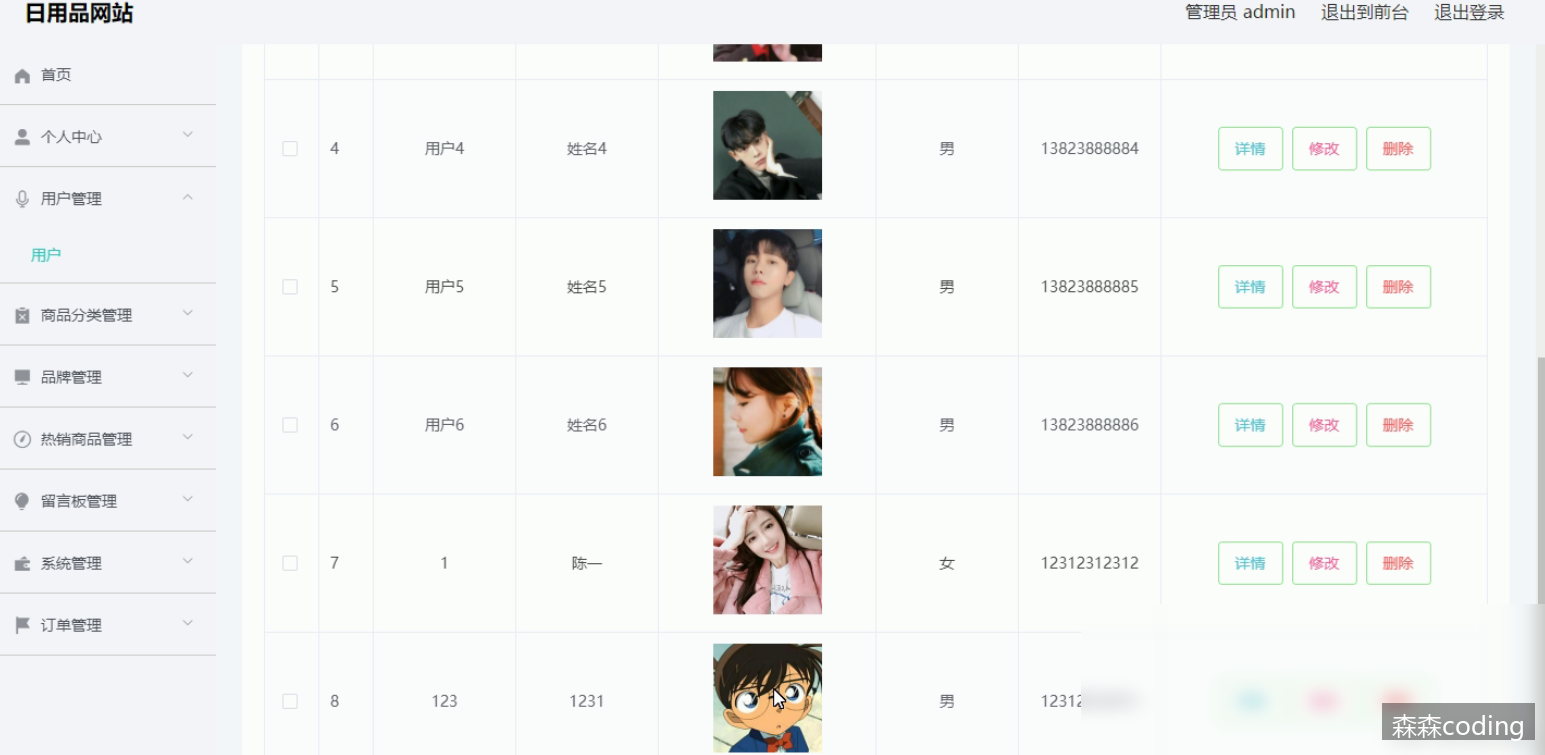 日用品网站
管理员 admin
退出到前台
退出登录
首页
个人中心
用户管理
用户
商品分类管理
品牌管理
热销商品管理
留言板管理
系统管理
订单管理
4 用户4 姓名4 男 13823888884 详情 修改 删除
5 用户5 姓名5 男 13823888885 详情 修改 删除
6 用户6 姓名6 男 13823888886 详情 修改 删除
7 1 陈一 女 12312312312 详情 修改 删除
8 123 1231 男 12312
森森coding